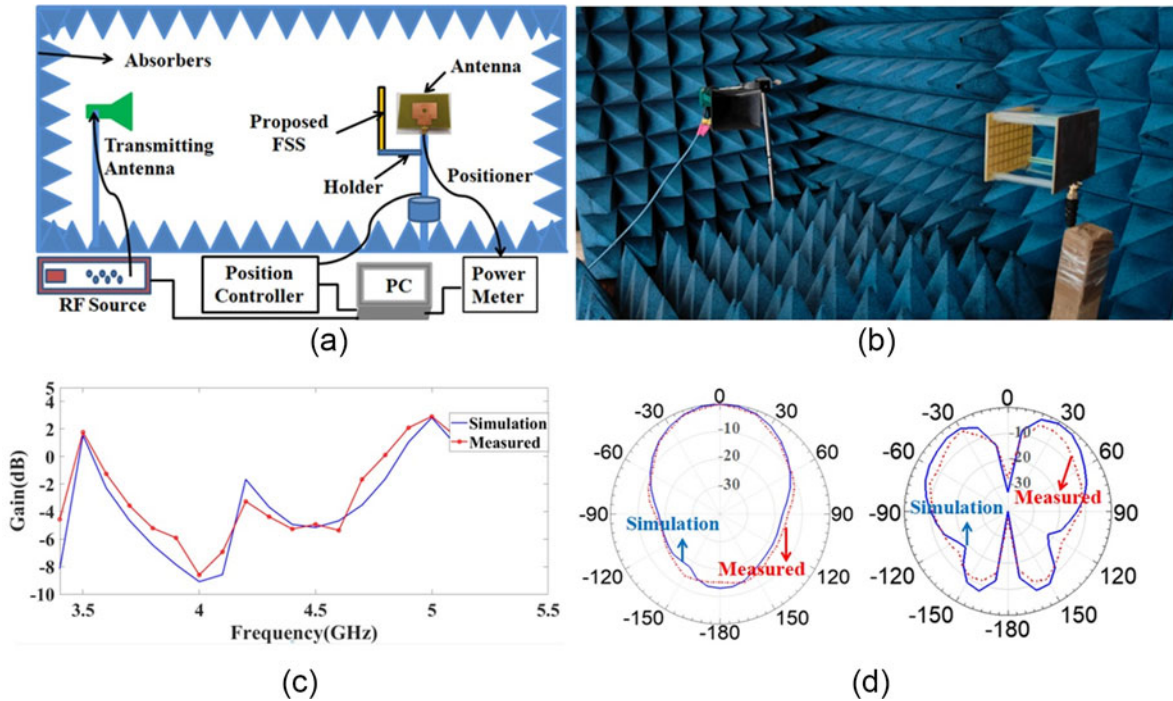 Absorbers
Transmitting
Antenna
Proposed
FSS
Antenna
Holder
Positioner
RF Source
Position
Controller
PC
Power
Meter
(a)
(b)
5
4
2
0
-2
-4
-6
-8
-10
Gain(dB)
Simulation
Measured
3.5
4
4.5
5
5.5
Frequency(GHz)
(c)
0
-30
30
-60
60
-90
90
-120
120
-150
150
-180
-10
-20
-30
Simulation
Measured
0
-30
30
-60
60
-90
90
-120
120
-150
150
-180
-10
-20
-30
Measured
Simulation
(d)